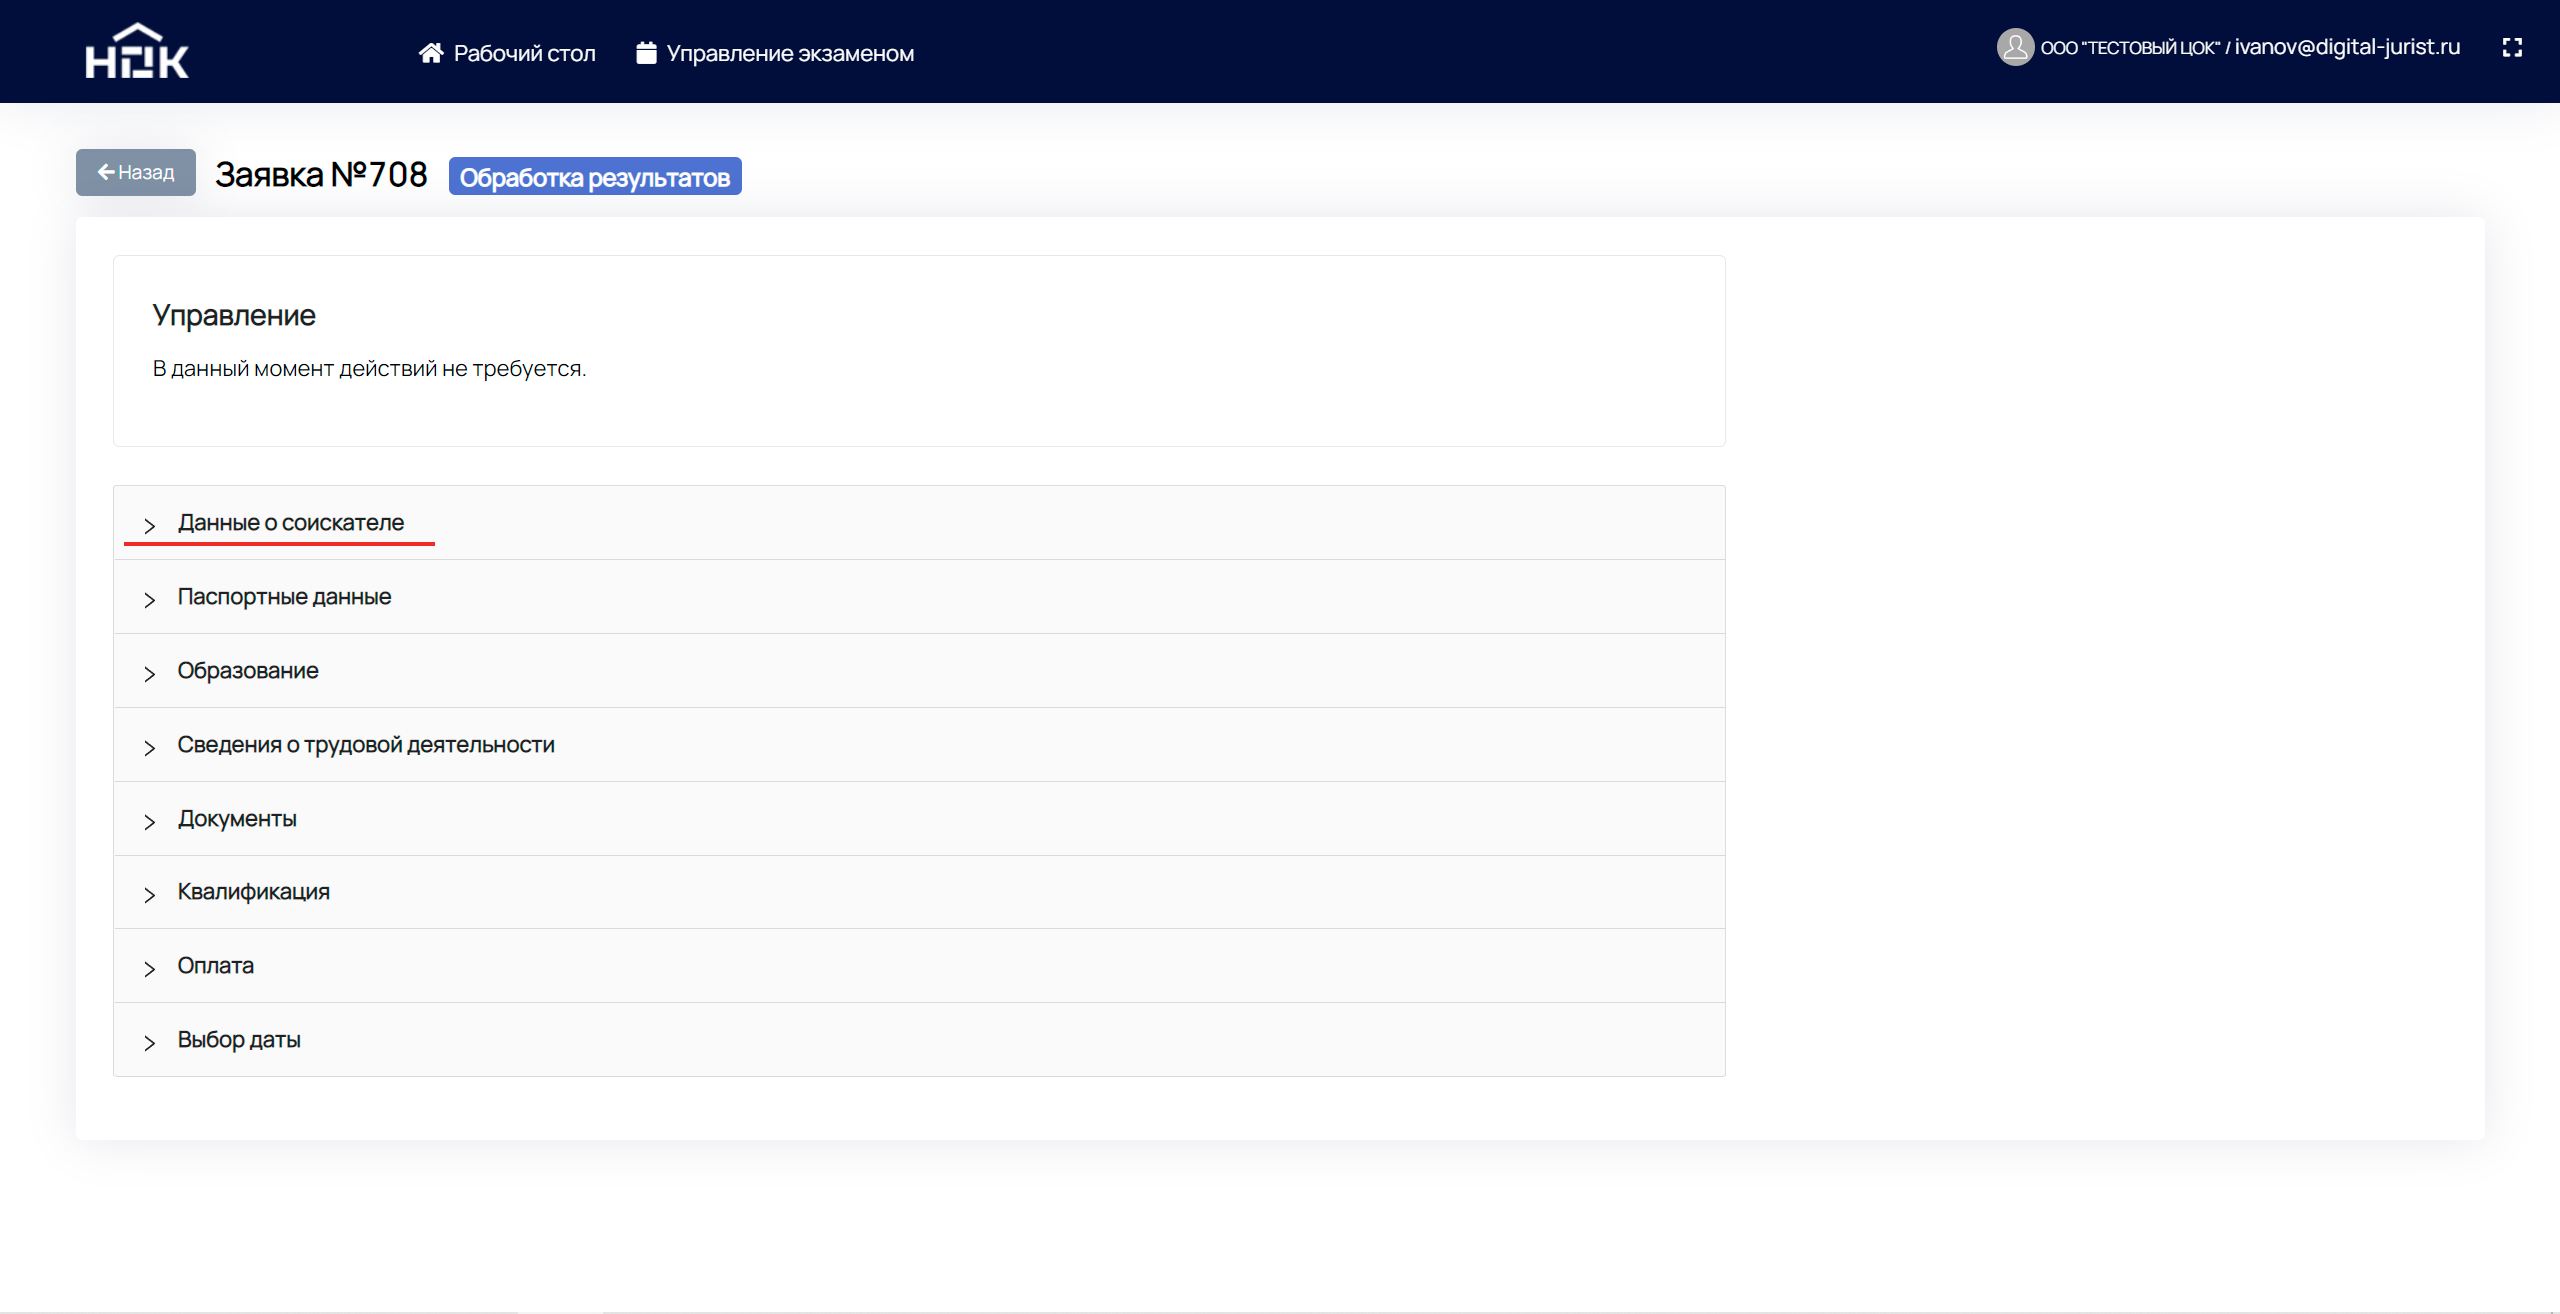 НОК
Рабочий стол
Управление экзаменом
ООО "ТЕСТОВЫЙ ЦОК" / ivanov@digital-jurist.ru
Назад
Заявка №708
Обработка результатов
Управление
В данный момент действий не требуется.
Данные о соискателе
Паспортные данные
Образование
Сведения о трудовой деятельности
Документы
Квалификация
Оплата
Выбор даты